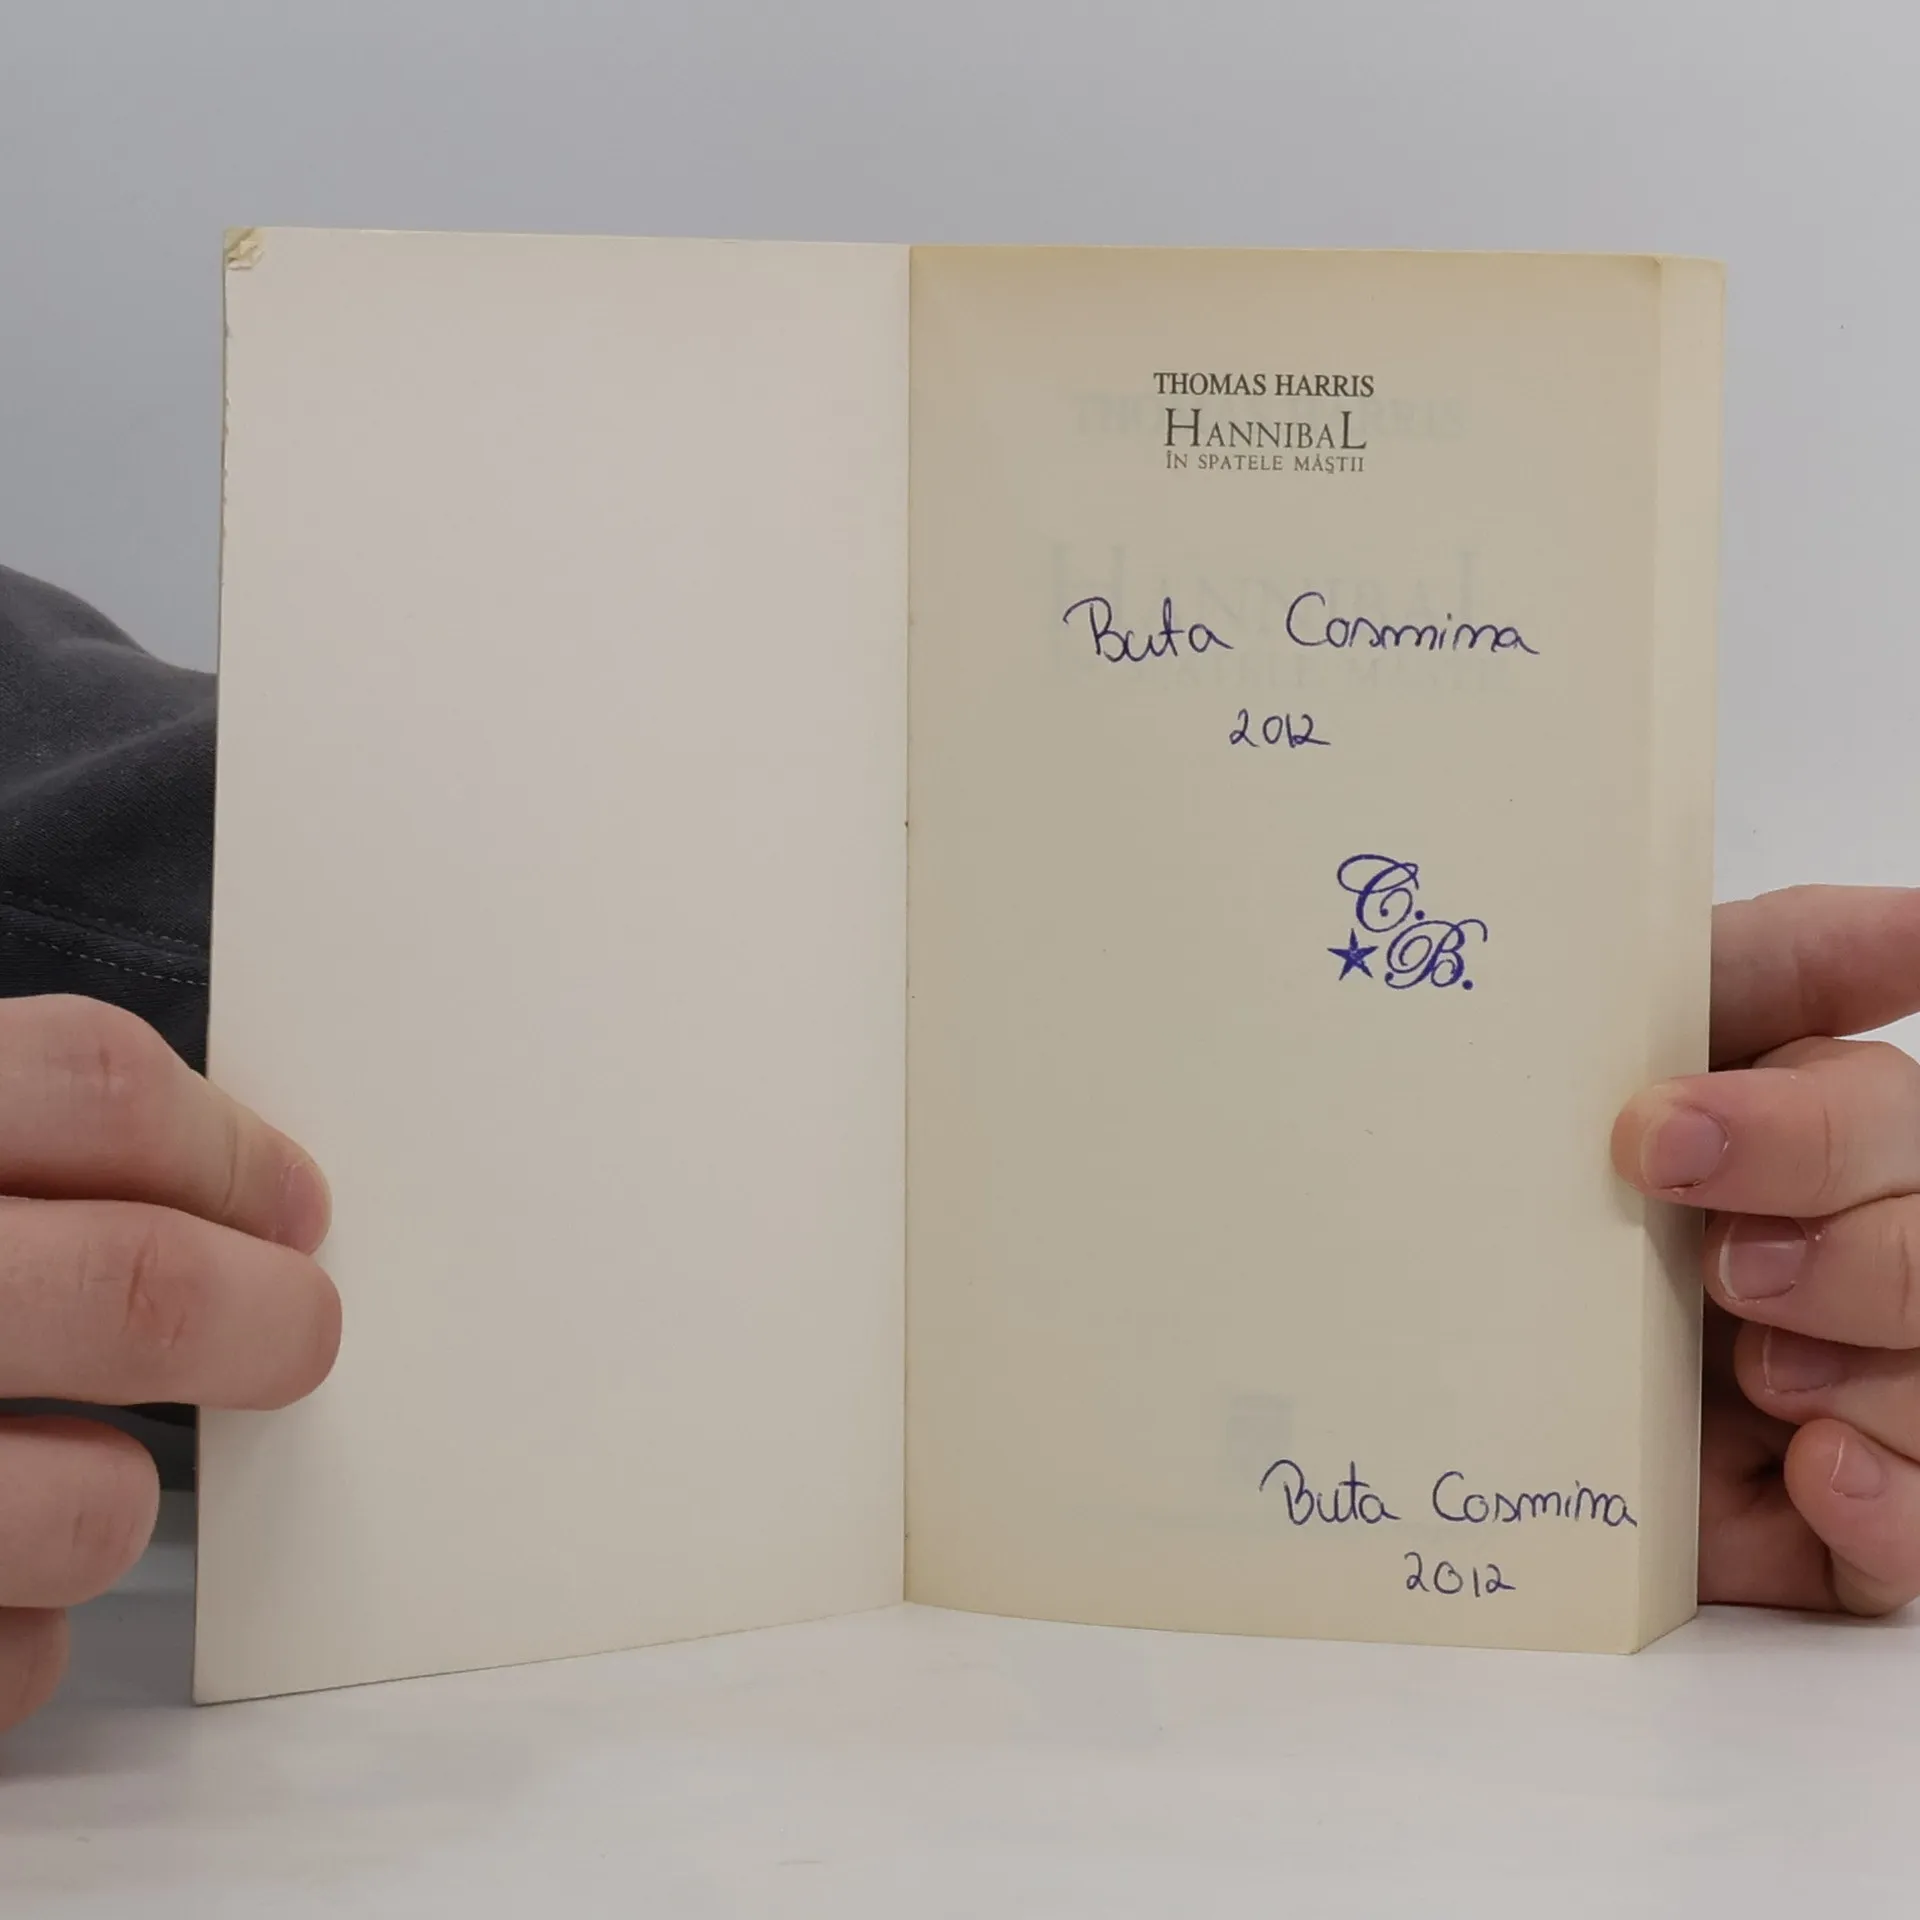 THOMAS HARRIS
HANNIBAL
ÎN SPATELE MĂȘTII
Buta Cosmina
2012
C.
B.
Buta Cosmina
2012